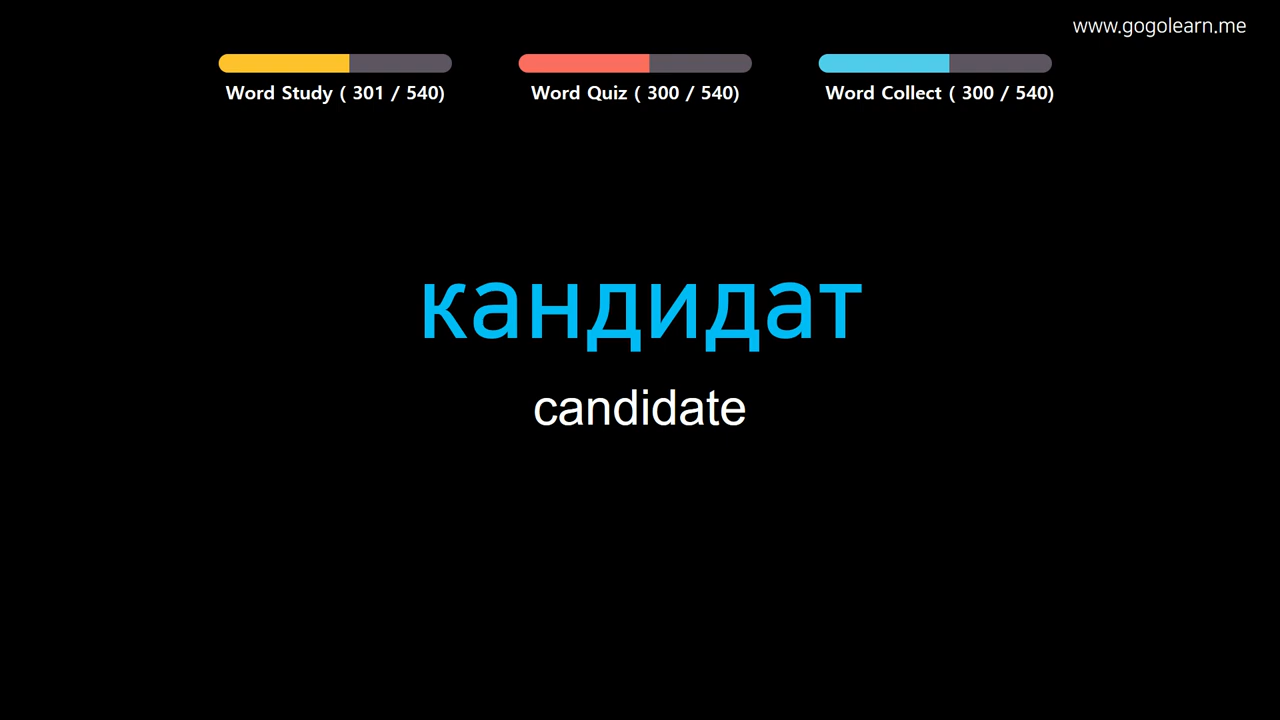 www.gogolearn.me
Word Study ( 301 / 540)
Word Quiz ( 300 / 540)
Word Collect ( 300 / 540)
кандидат
candidate